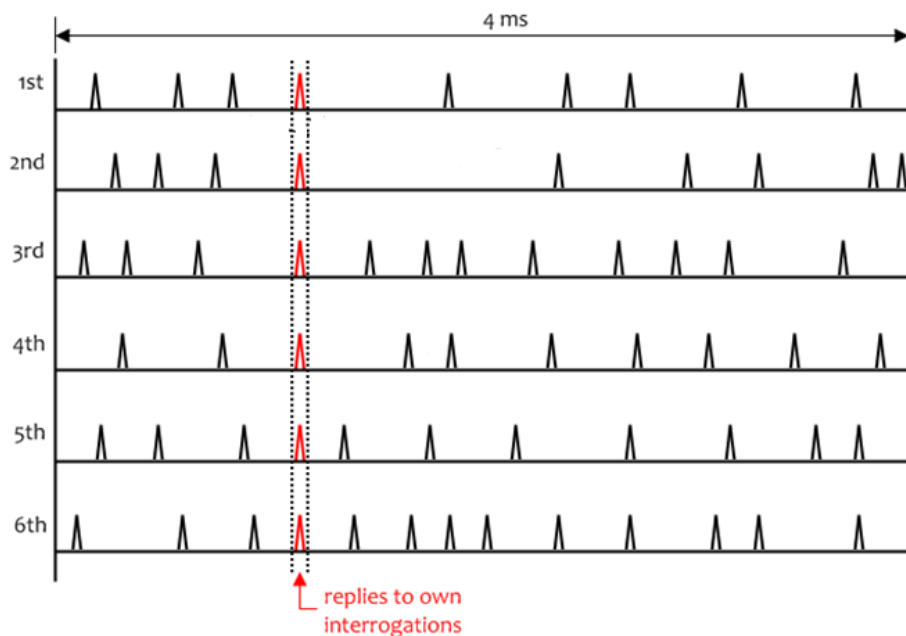 4 ms
1st
2nd
3rd
4th
5th
6th
replies to own
interrogations